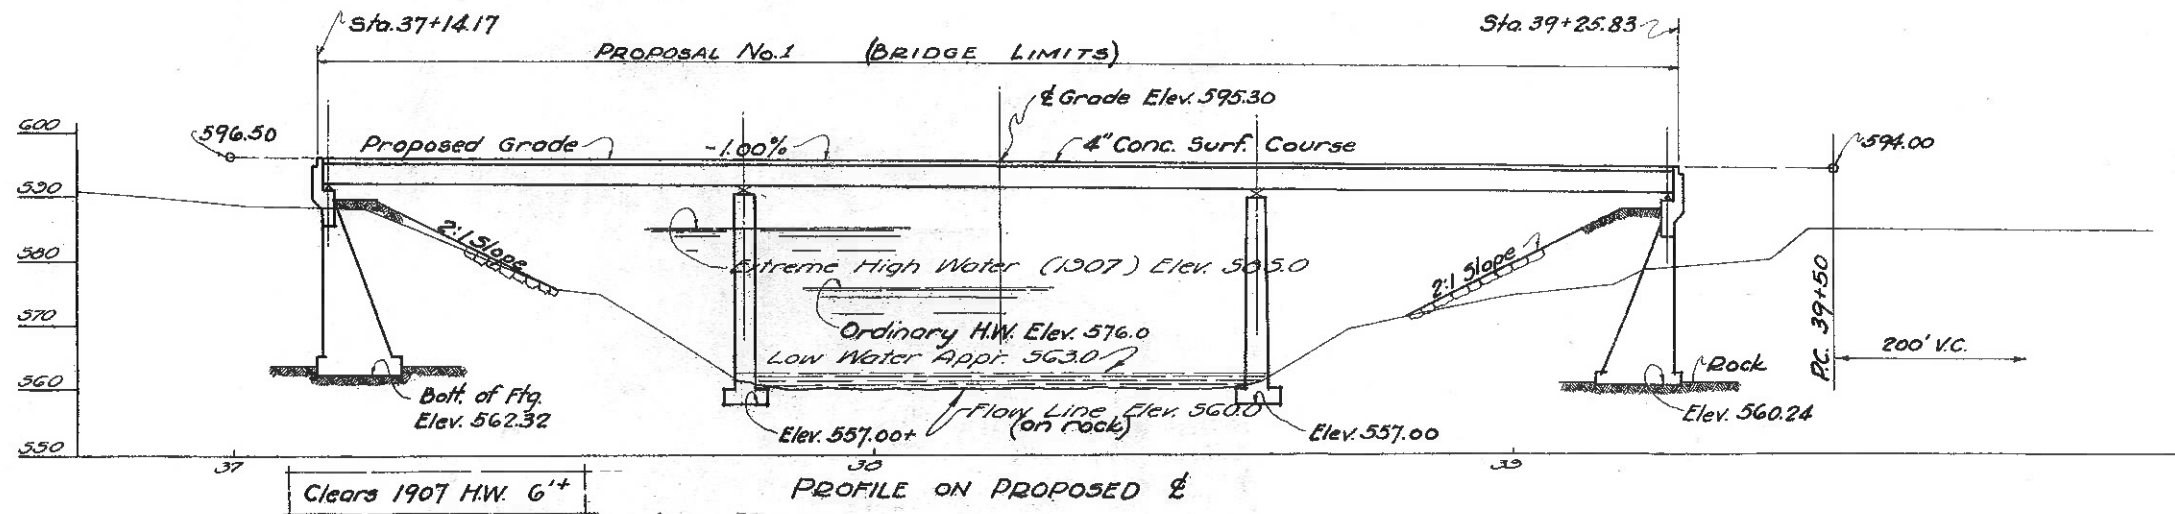 Sta. 37+14.17
Sta. 39+25.83
PROPOSAL No.1 (BRIDGE LIMITS)
℄ Grade Elev. 595.30
600
596.50
Proposed Grade
-1.00%
4" Conc. Surf. Course
594.00
590
2:1 Slope
580
Extreme High Water (1907) Elev. 585.0
2:1 Slope
570
Ordinary H.W. Elev. 576.0
Low Water Appr. 563.0
P.C. 39+50
200' V.C.
Rock
560
Bott. of Ftg.
Elev. 562.32
Flow Line Elev. 560.0
(on rock)
Elev. 557.00±
Elev. 557.00
Elev. 560.24
550
37
38
39
Clears 1907 H.W. 6'±
PROFILE ON PROPOSED ℄